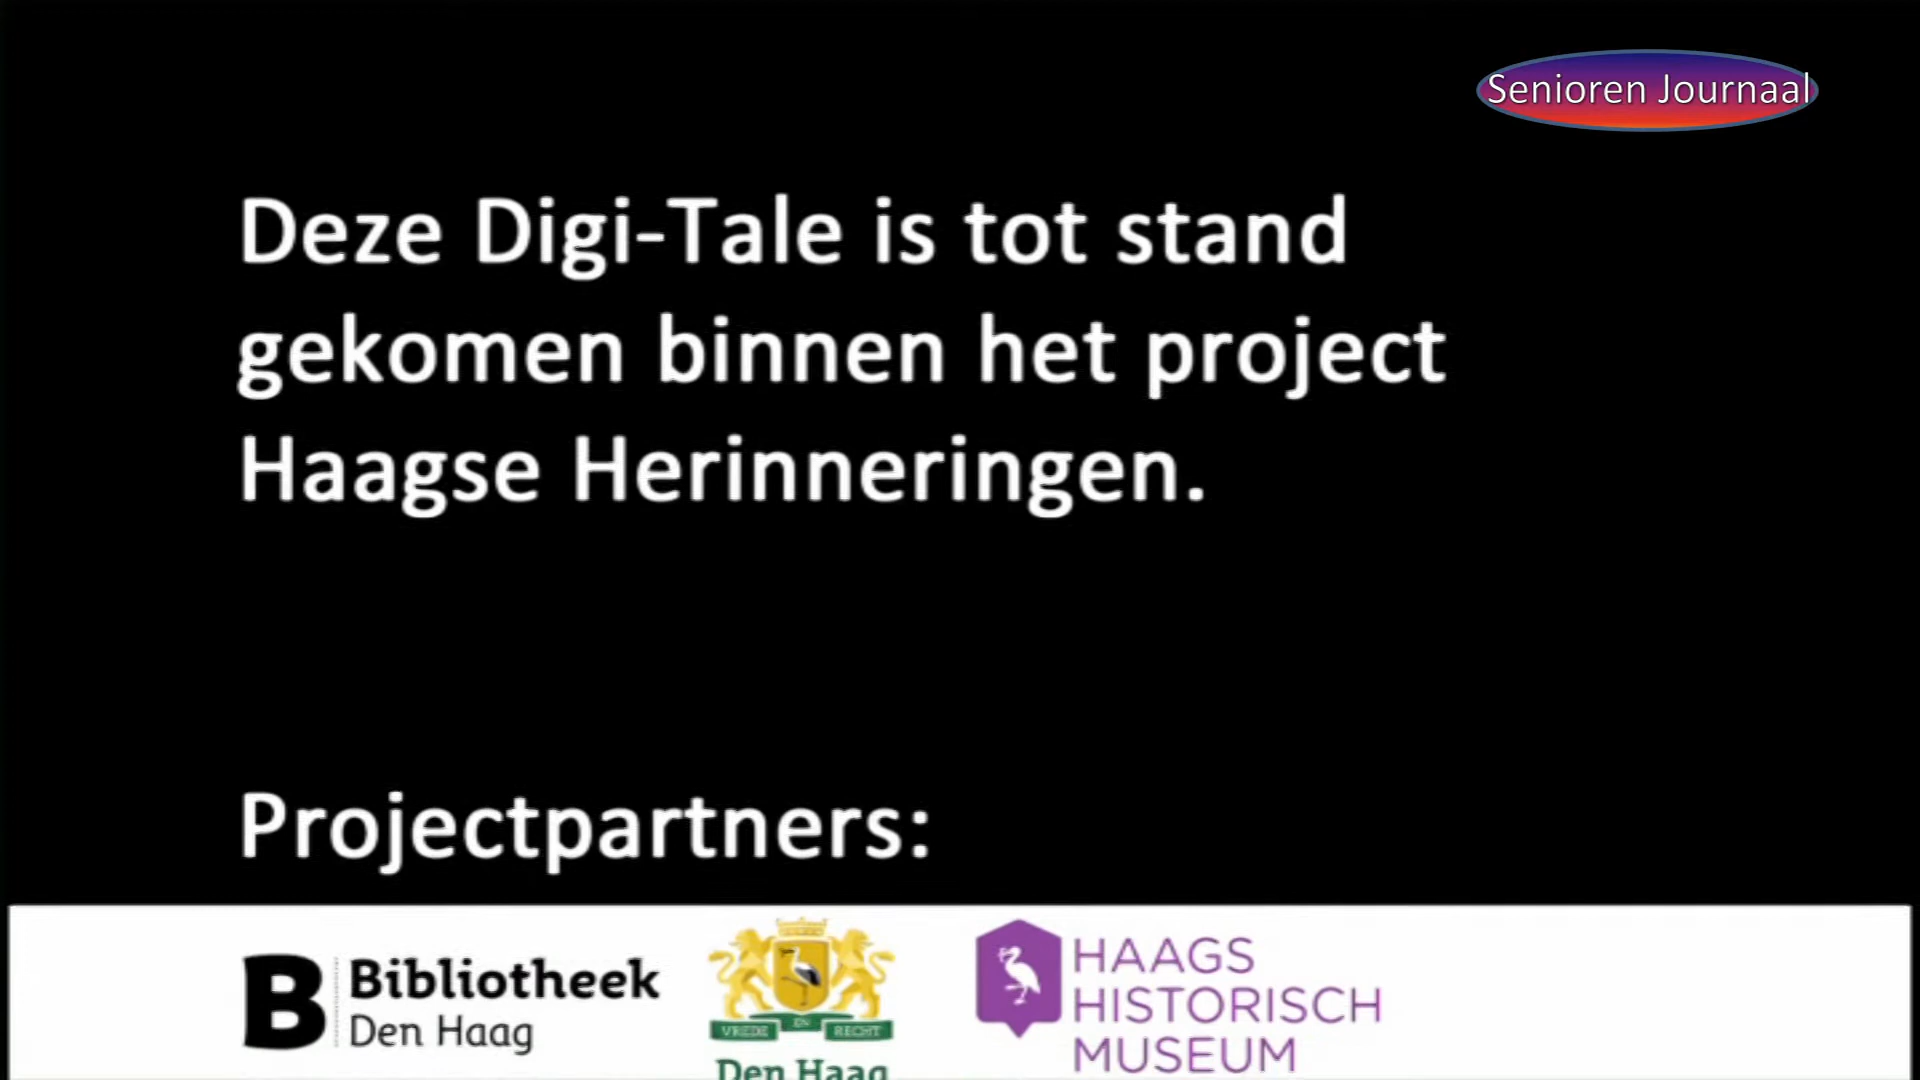 Senioren Journaal
Deze Digi-Tale is tot stand
gekomen binnen het project
Haagse Herinneringen.
Projectpartners:
B Bibliotheek
Den Haag
VREDE EN RECHT
Den Haag
HAAGS
HISTORISCH
MUSEUM